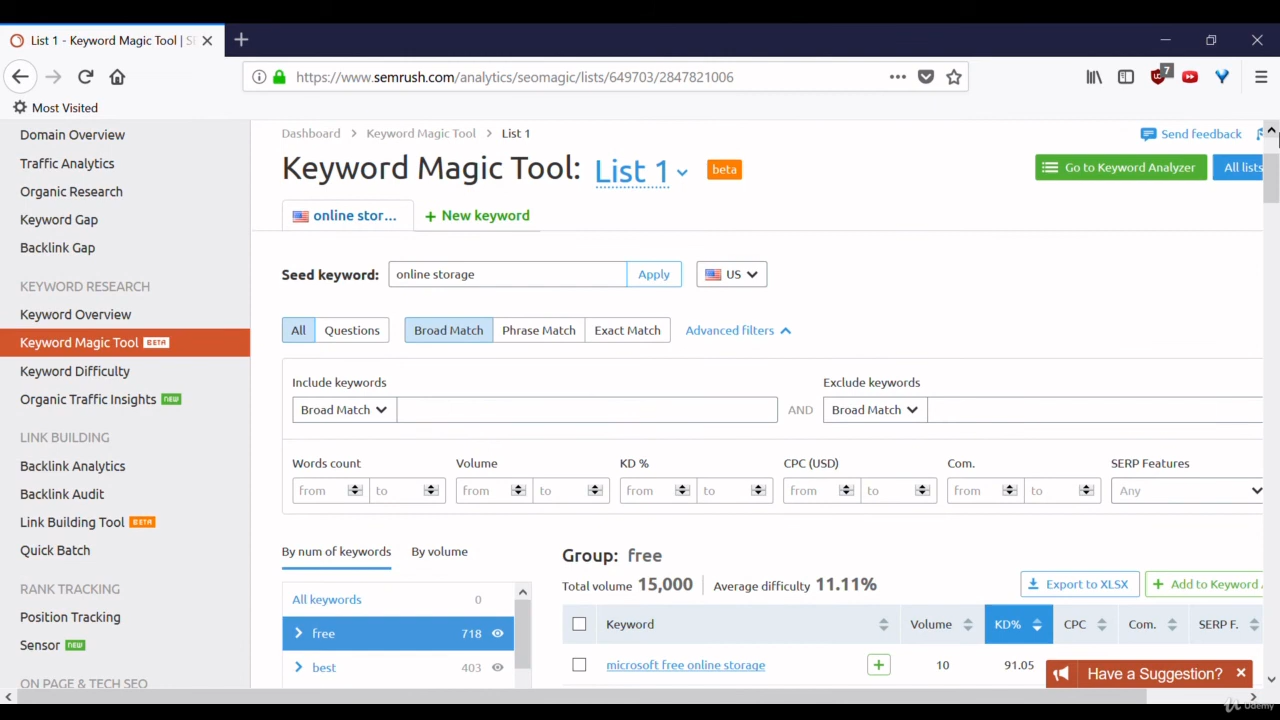 List 1 - Keyword Magic Tool | SE
7
https://www.semrush.com/analytics/seomagic/lists/649703/2847821006
Most Visited
Domain Overview
Traffic Analytics
Organic Research
Keyword Gap
Backlink Gap
KEYWORD RESEARCH
Keyword Overview
Keyword Magic Tool BETA
Keyword Difficulty
Organic Traffic Insights NEW
LINK BUILDING
Backlink Analytics
Backlink Audit
Link Building Tool BETA
Quick Batch
RANK TRACKING
Position Tracking
Sensor NEW
ON PAGE & TECH SEO
Dashboard > Keyword Magic Tool > List 1
Send feedback
Keyword Magic Tool: List 1 beta
Go to Keyword Analyzer
All lists
online stor...
+ New keyword
Seed keyword: online storage Apply US
All Questions Broad Match Phrase Match Exact Match Advanced filters
Include keywords Exclude keywords
Broad Match AND Broad Match
Words count Volume KD % CPC (USD) Com. SERP Features
from to from to from to from to from to Any
By num of keywords By volume
All keywords 0
free 718
best 403
Group: free
Total volume 15,000 Average difficulty 11.11%
Export to XLSX + Add to Keyword
Keyword Volume KD% CPC Com. SERP F.
microsoft free online storage + 10 91.05
Have a Suggestion?
Udemy